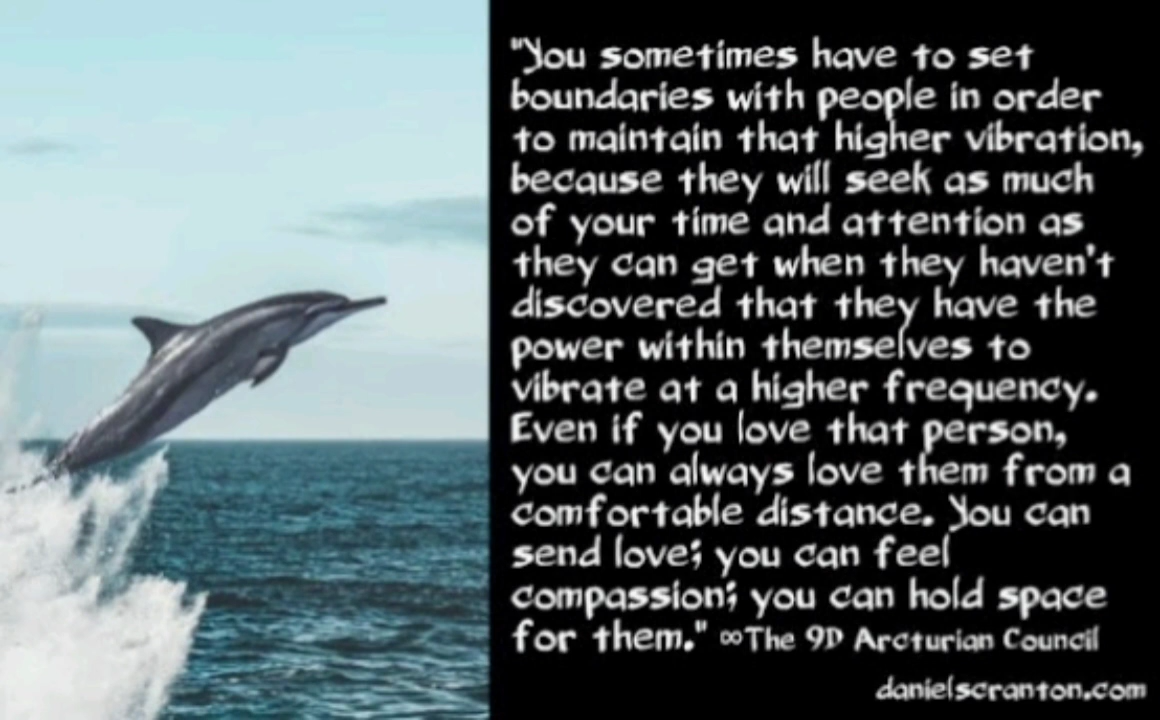 "You sometimes have to set
boundaries with people in order
to maintain that higher vibration,
because they will seek as much
of your time and attention as
they can get when they haven't
discovered that they have the
power within themselves to
vibrate at a higher frequency.
Even if you love that person,
you can always love them from a
comfortable distance. You can
send love; you can feel
compassion; you can hold space
for them." ∞The 9D Arcturian Council
danielscranton.com